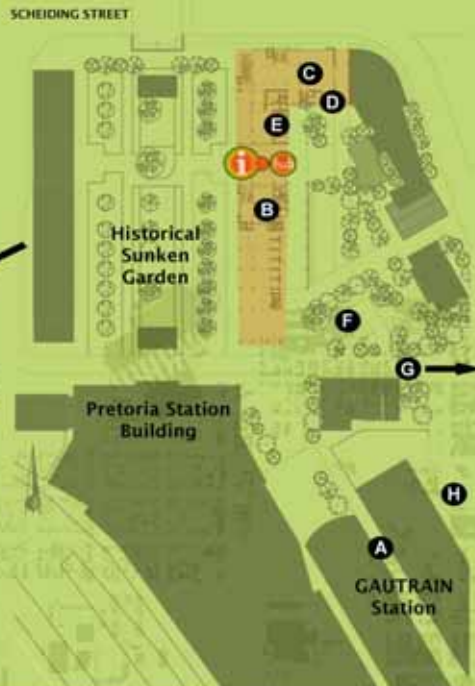 SCHEIDING STREET
C
D
E
i
B
Historical
Sunken
Garden
F
G
Pretoria Station
Building
H
A
GAUTRAIN
Station